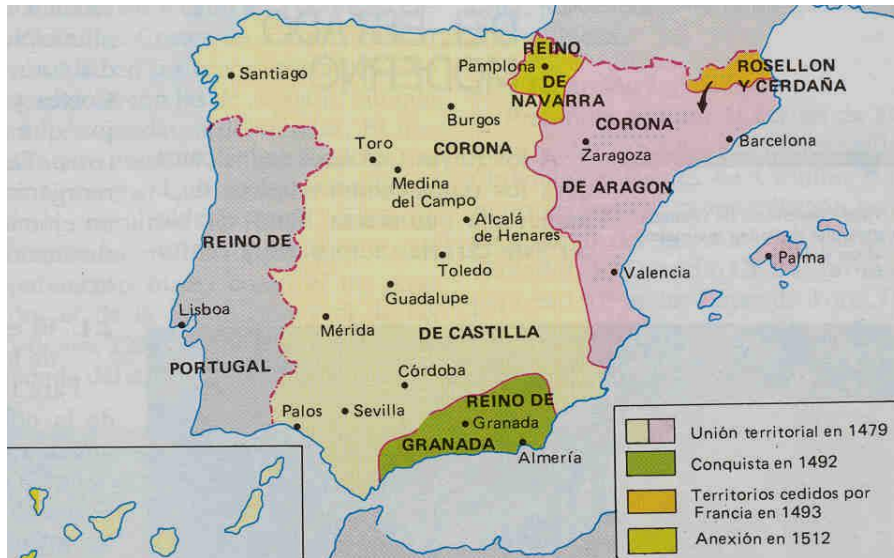 REINO
Pamplona
DE
NAVARRA
ROSELLON
Y CERDAÑA
Santiago
Burgos
CORONA
CORONA
Zaragoza
Barcelona
Toro
DE ARAGON
Medina
del Campo
Alcalá
de Henares
REINO DE
Toledo
Valencia
Palma
Guadalupe
Lisboa
Mérida
DE CASTILLA
PORTUGAL
Córdoba
REINO DE
Palos
Sevilla
Granada
GRANADA
Almería
Unión territorial en 1479
Conquista en 1492
Territorios cedidos por
Francia en 1493
Anexión en 1512